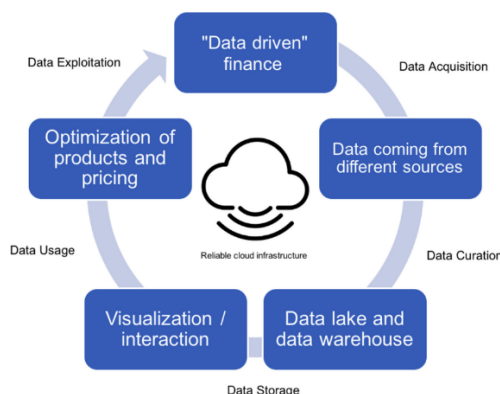 "Data driven"
finance
Data Exploitation
Data Acquisition
Optimization of
products and
pricing
Data coming from
different sources
Reliable cloud infrastructure
Data Usage
Data Curation
Visualization /
interaction
Data lake and
data warehouse
Data Storage